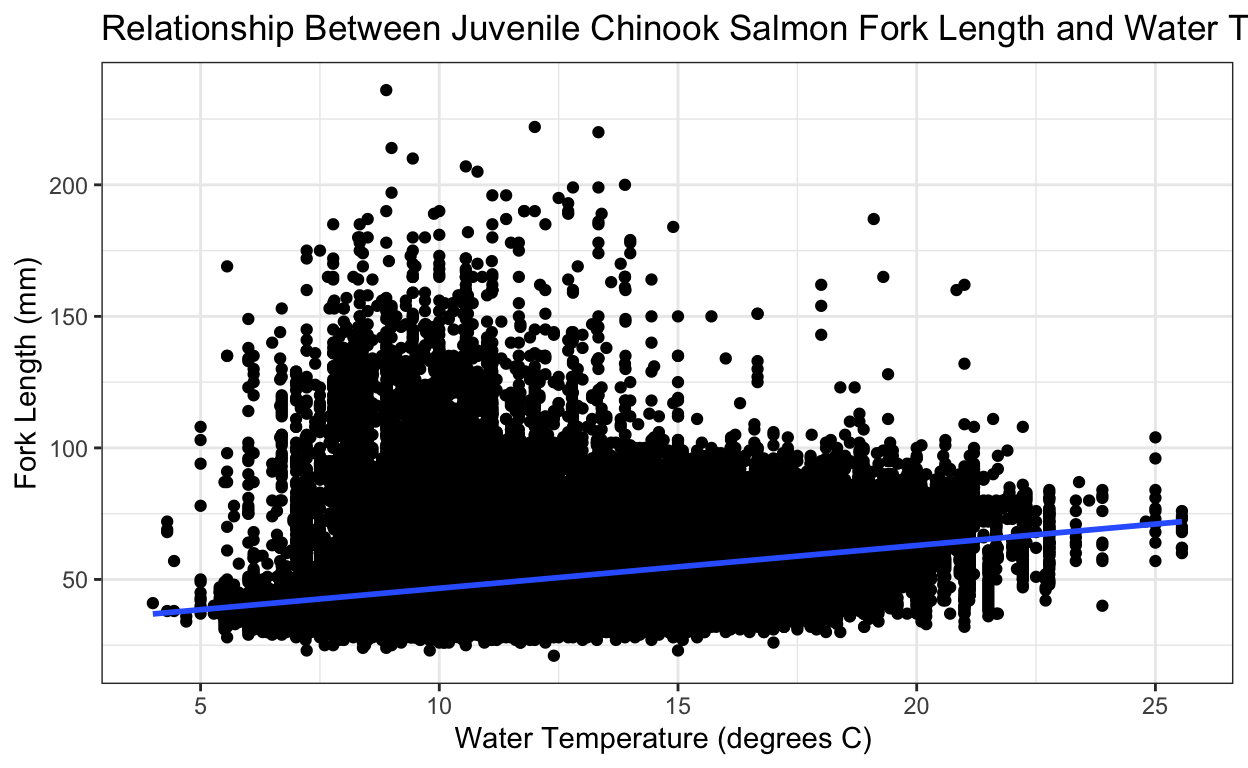 Relationship Between Juvenile Chinook Salmon Fork Length and Water T
200
150
100
50
Fork Length (mm)
5 10 15 20 25
Water Temperature (degrees C)